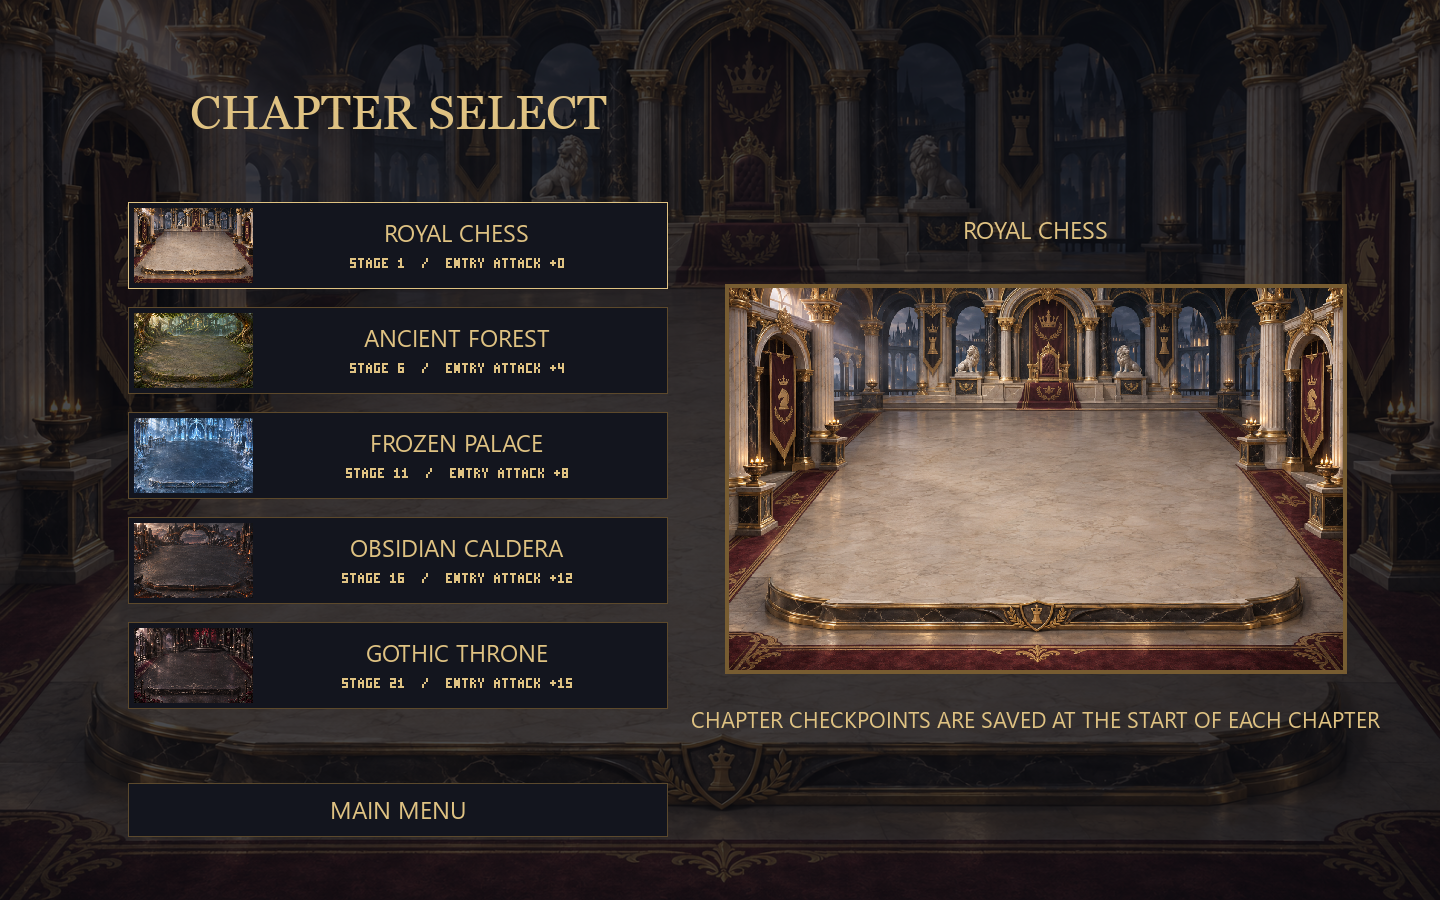 CHAPTER SELECT
ROYAL CHESS
STAGE 1 / ENTRY ATTACK +0
ANCIENT FOREST
STAGE 6 / ENTRY ATTACK +4
FROZEN PALACE
STAGE 11 / ENTRY ATTACK +8
OBSIDIAN CALDERA
STAGE 16 / ENTRY ATTACK +12
GOTHIC THRONE
STAGE 21 / ENTRY ATTACK +15
MAIN MENU
ROYAL CHESS
CHAPTER CHECKPOINTS ARE SAVED AT THE START OF EACH CHAPTER